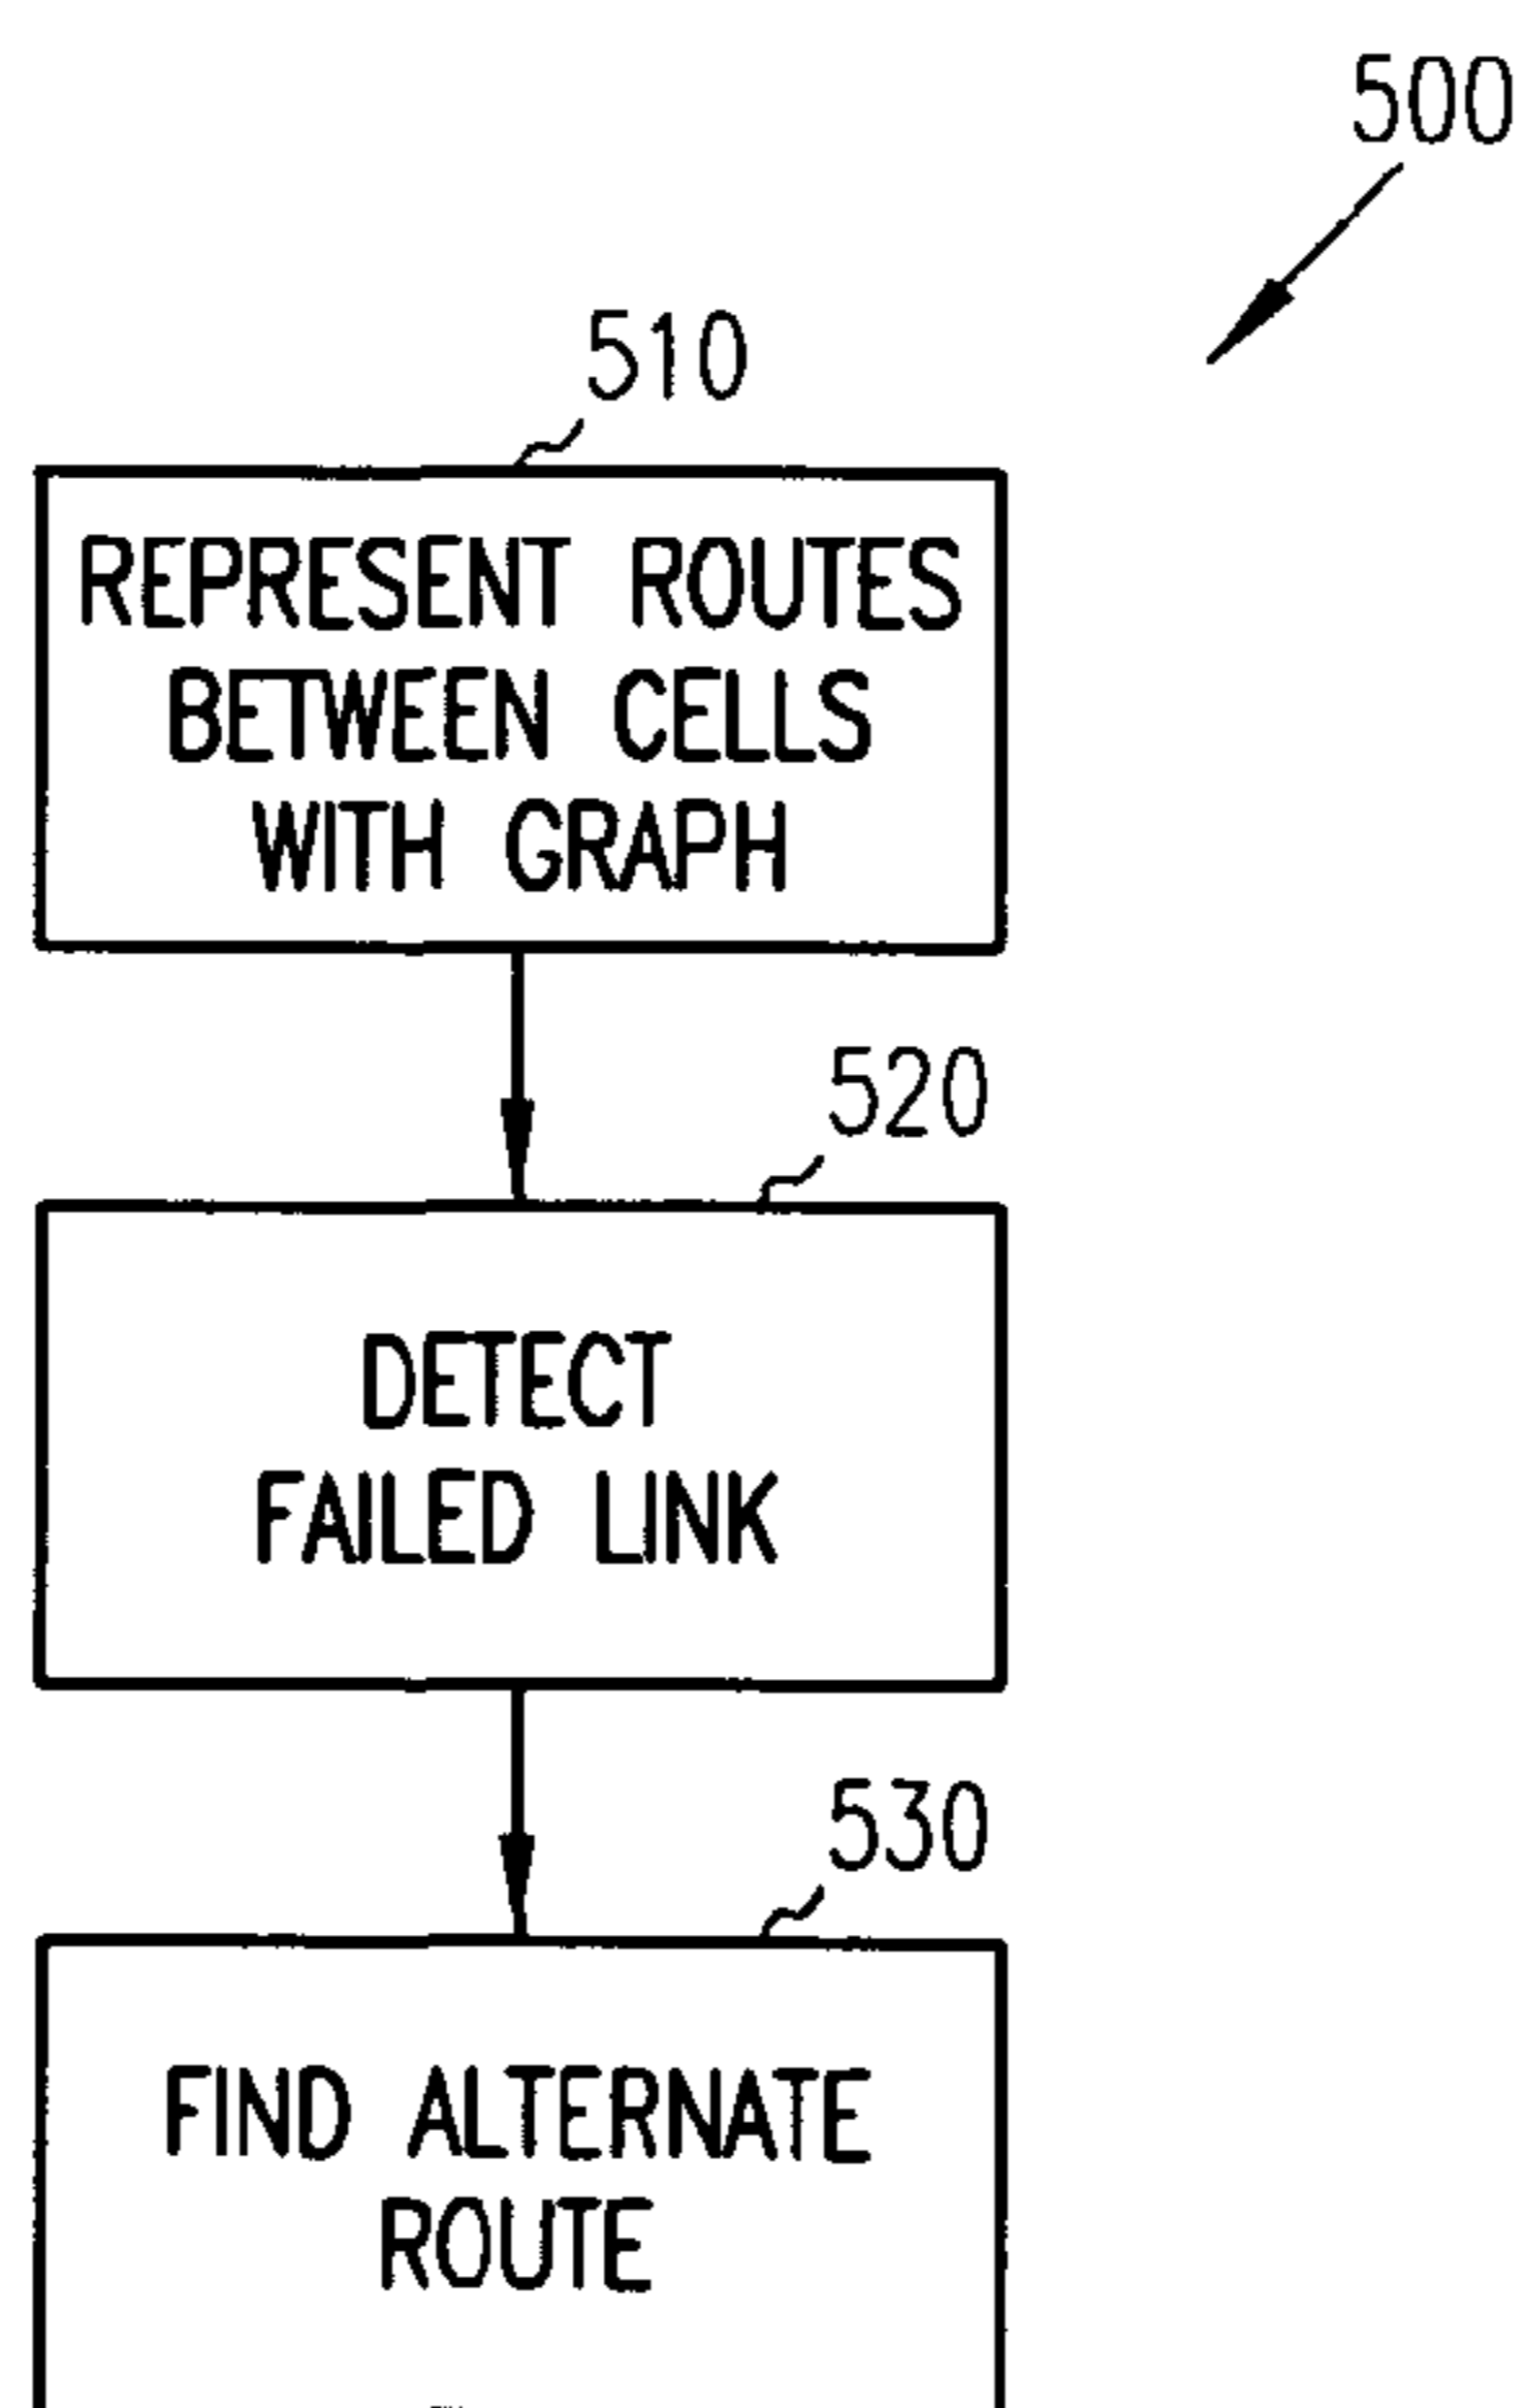 500
510
REPRESENT ROUTES
BETWEEN CELLS
WITH GRAPH
520
DETECT
FAILED LINK
530
FIND ALTERNATE
ROUTE